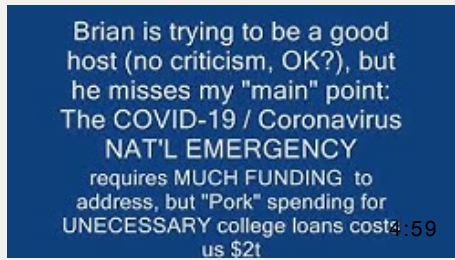 Brian is trying to be a good
host (no criticism, OK?), but
he misses my "main" point:
The COVID-19 / Coronavirus
NAT'L EMERGENCY
requires MUCH FUNDING to
address, but "Pork" spending for
UNECESSARY college loans costs
us $2t
4:59